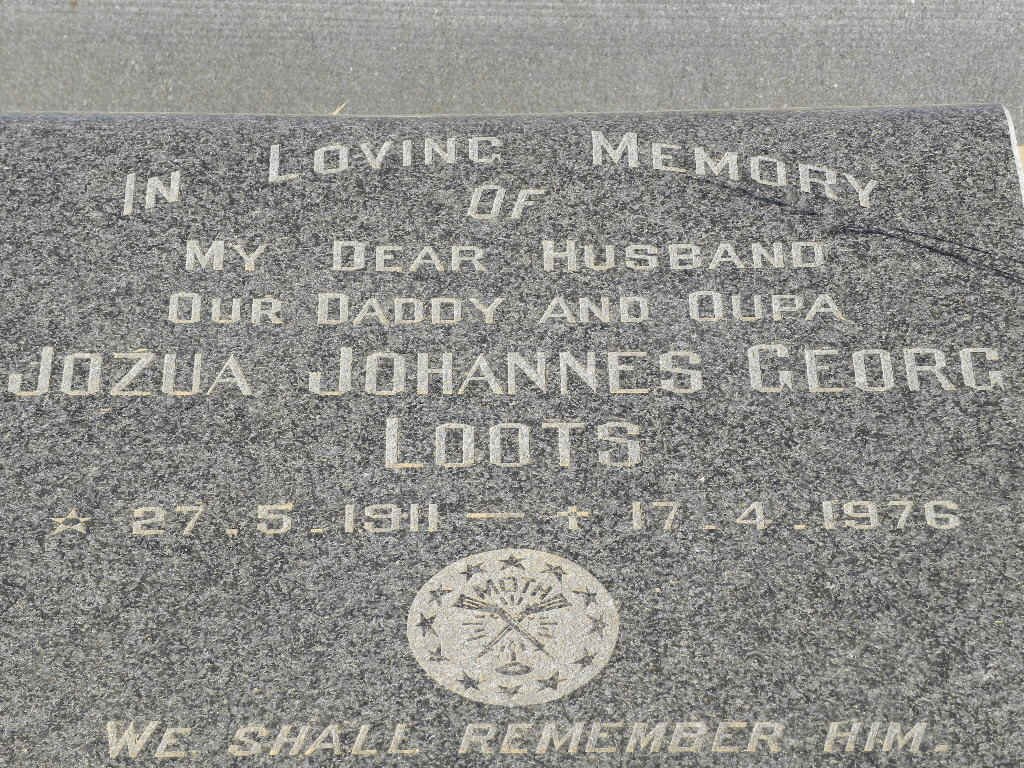 IN LOVING MEMORY
OF
MY DEAR HUSBAND
OUR DADDY AND OUPA
JOZUA JOHANNES GEORG
LOOTS
☆ 27.5.1911 — + 17.4.1976
MOTH
WE SHALL REMEMBER HIM.